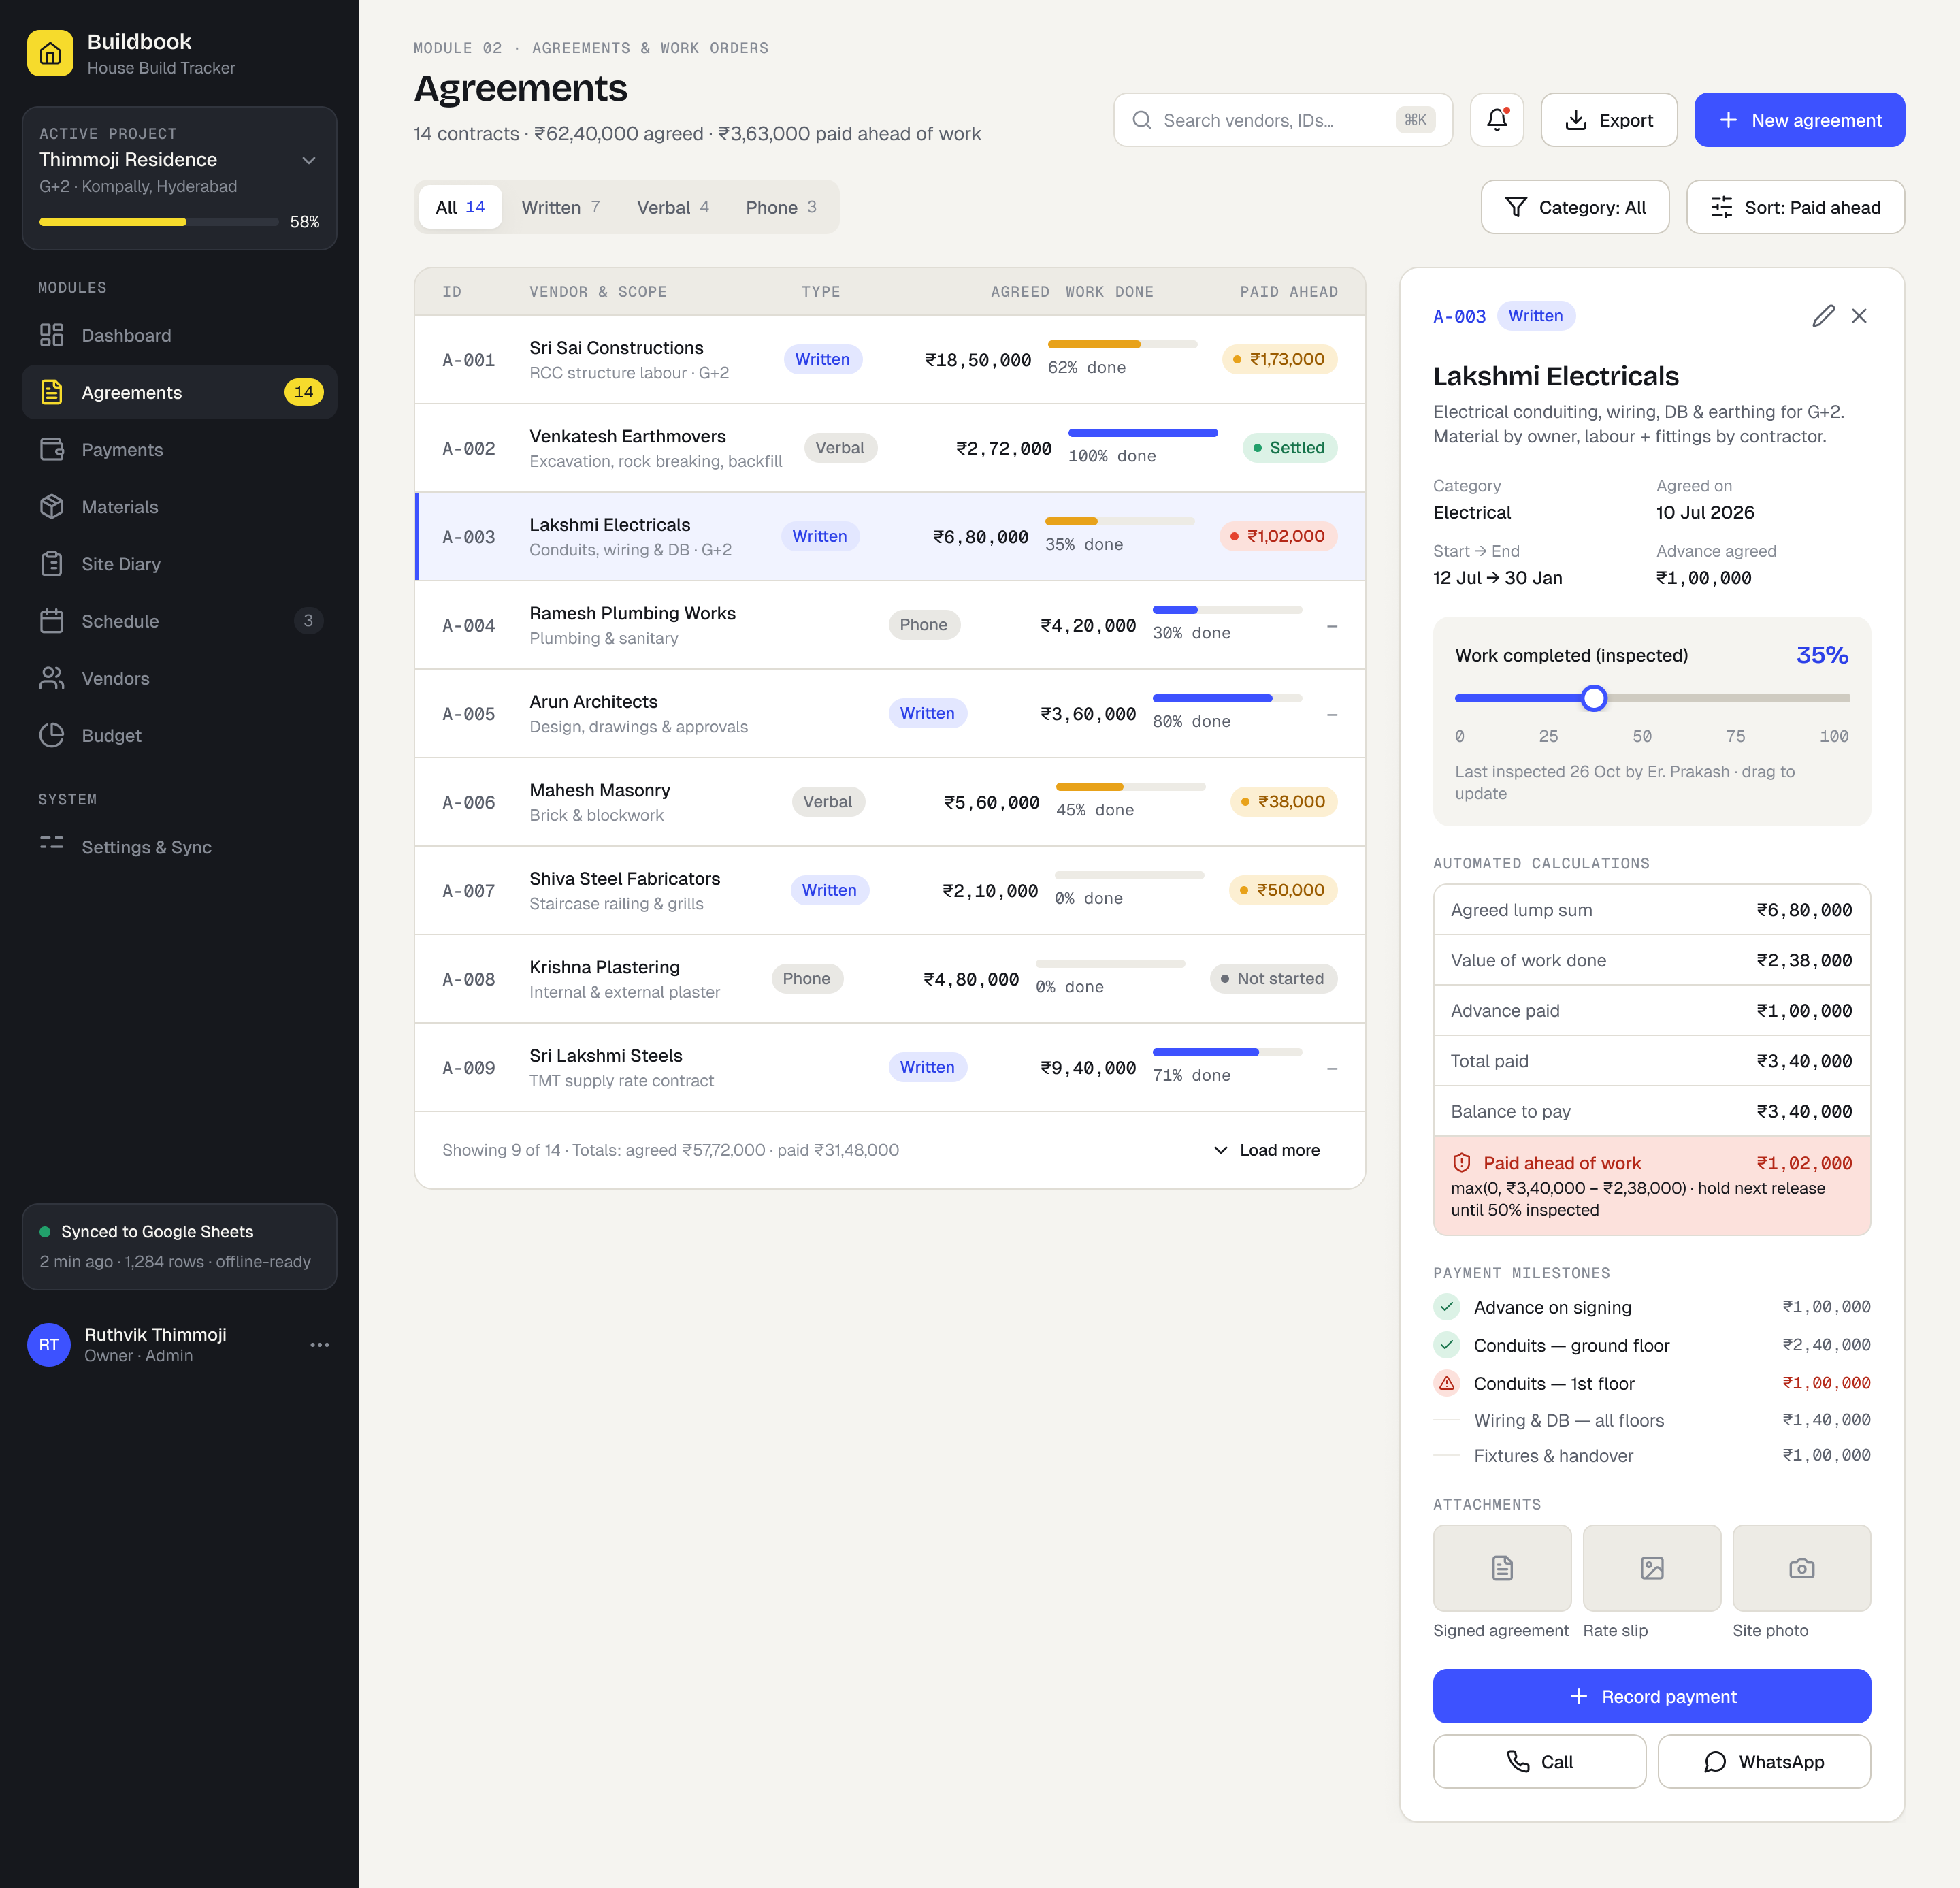 Buildbook
House Build Tracker
ACTIVE PROJECT
Thimmoji Residence
G+2 · Kompally, Hyderabad
58%
MODULES
Dashboard
Agreements 14
Payments
Materials
Site Diary
Schedule 3
Vendors
Budget
SYSTEM
Settings & Sync
Synced to Google Sheets
2 min ago · 1,284 rows · offline-ready
RT
Ruthvik Thimmoji
Owner · Admin
MODULE 02 · AGREEMENTS & WORK ORDERS
Agreements
14 contracts · ₹62,40,000 agreed · ₹3,63,000 paid ahead of work
Search vendors, IDs... ⌘K
Export
New agreement
All 14 Written 7 Verbal 4 Phone 3
Category: All
Sort: Paid ahead
ID VENDOR & SCOPE TYPE AGREED WORK DONE PAID AHEAD
A-001 Sri Sai Constructions Written ₹18,50,000 ₹1,73,000
RCC structure labour · G+2 62% done
A-002 Venkatesh Earthmovers Verbal ₹2,72,000 Settled
Excavation, rock breaking, backfill 100% done
A-003 Lakshmi Electricals Written ₹6,80,000 ₹1,02,000
Conduits, wiring & DB · G+2 35% done
A-004 Ramesh Plumbing Works Phone ₹4,20,000 –
Plumbing & sanitary 30% done
A-005 Arun Architects Written ₹3,60,000 –
Design, drawings & approvals 80% done
A-006 Mahesh Masonry Verbal ₹5,60,000 ₹38,000
Brick & blockwork 45% done
A-007 Shiva Steel Fabricators Written ₹2,10,000 ₹50,000
Staircase railing & grills 0% done
A-008 Krishna Plastering Phone ₹4,80,000 Not started
Internal & external plaster 0% done
A-009 Sri Lakshmi Steels Written ₹9,40,000 –
TMT supply rate contract 71% done
Showing 9 of 14 · Totals: agreed ₹57,72,000 · paid ₹31,48,000
Load more
A-003 Written
Lakshmi Electricals
Electrical conduiting, wiring, DB & earthing for G+2.
Material by owner, labour + fittings by contractor.
Category Agreed on
Electrical 10 Jul 2026
Start → End Advance agreed
12 Jul → 30 Jan ₹1,00,000
Work completed (inspected) 35%
0 25 50 75 100
Last inspected 26 Oct by Er. Prakash · drag to
update
AUTOMATED CALCULATIONS
Agreed lump sum ₹6,80,000
Value of work done ₹2,38,000
Advance paid ₹1,00,000
Total paid ₹3,40,000
Balance to pay ₹3,40,000
Paid ahead of work ₹1,02,000
max(0, ₹3,40,000 – ₹2,38,000) · hold next release
until 50% inspected
PAYMENT MILESTONES
Advance on signing ₹1,00,000
Conduits — ground floor ₹2,40,000
Conduits — 1st floor ₹1,00,000
Wiring & DB — all floors ₹1,40,000
Fixtures & handover ₹1,00,000
ATTACHMENTS
Signed agreement Rate slip Site photo
Record payment
Call WhatsApp